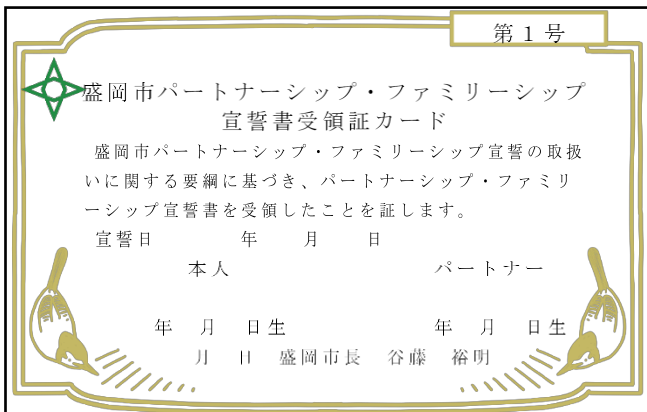 第1号
盛岡市パートナーシップ・ファミリーシップ
宣誓書受領証カード
盛岡市パートナーシップ・ファミリーシップ宣誓の取扱
いに関する要綱に基づき、パートナーシップ・ファミリ
ーシップ宣誓書を受領したことを証します。
宣誓日 年 月 日
本人 パートナー
年 月 日生 年 月 日生
月 日 盛岡市長 谷藤 裕明